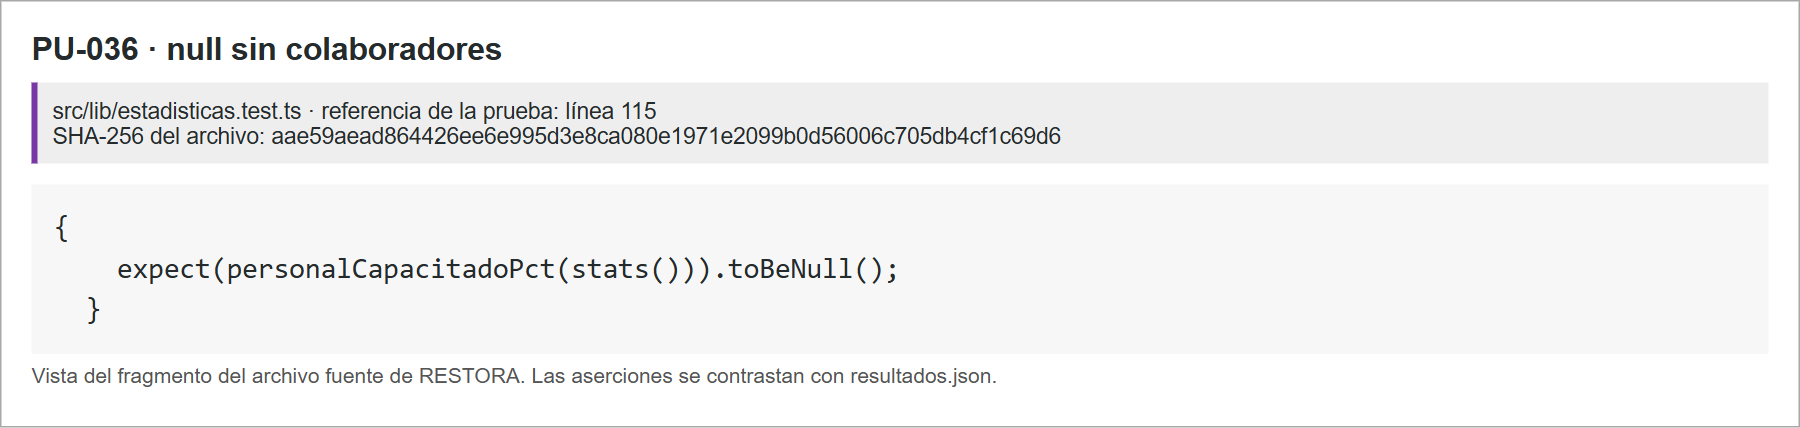 PU-036 · null sin colaboradores
src/lib/estadisticas.test.ts · referencia de la prueba: línea 115
SHA-256 del archivo: aae59aead864426ee6e995d3e8ca080e1971e2099b0d56006c705db4cf1c69d6
{
    expect(personalCapacitadoPct(stats())).toBeNull();
  }
Vista del fragmento del archivo fuente de RESTORA. Las aserciones se contrastan con resultados.json.